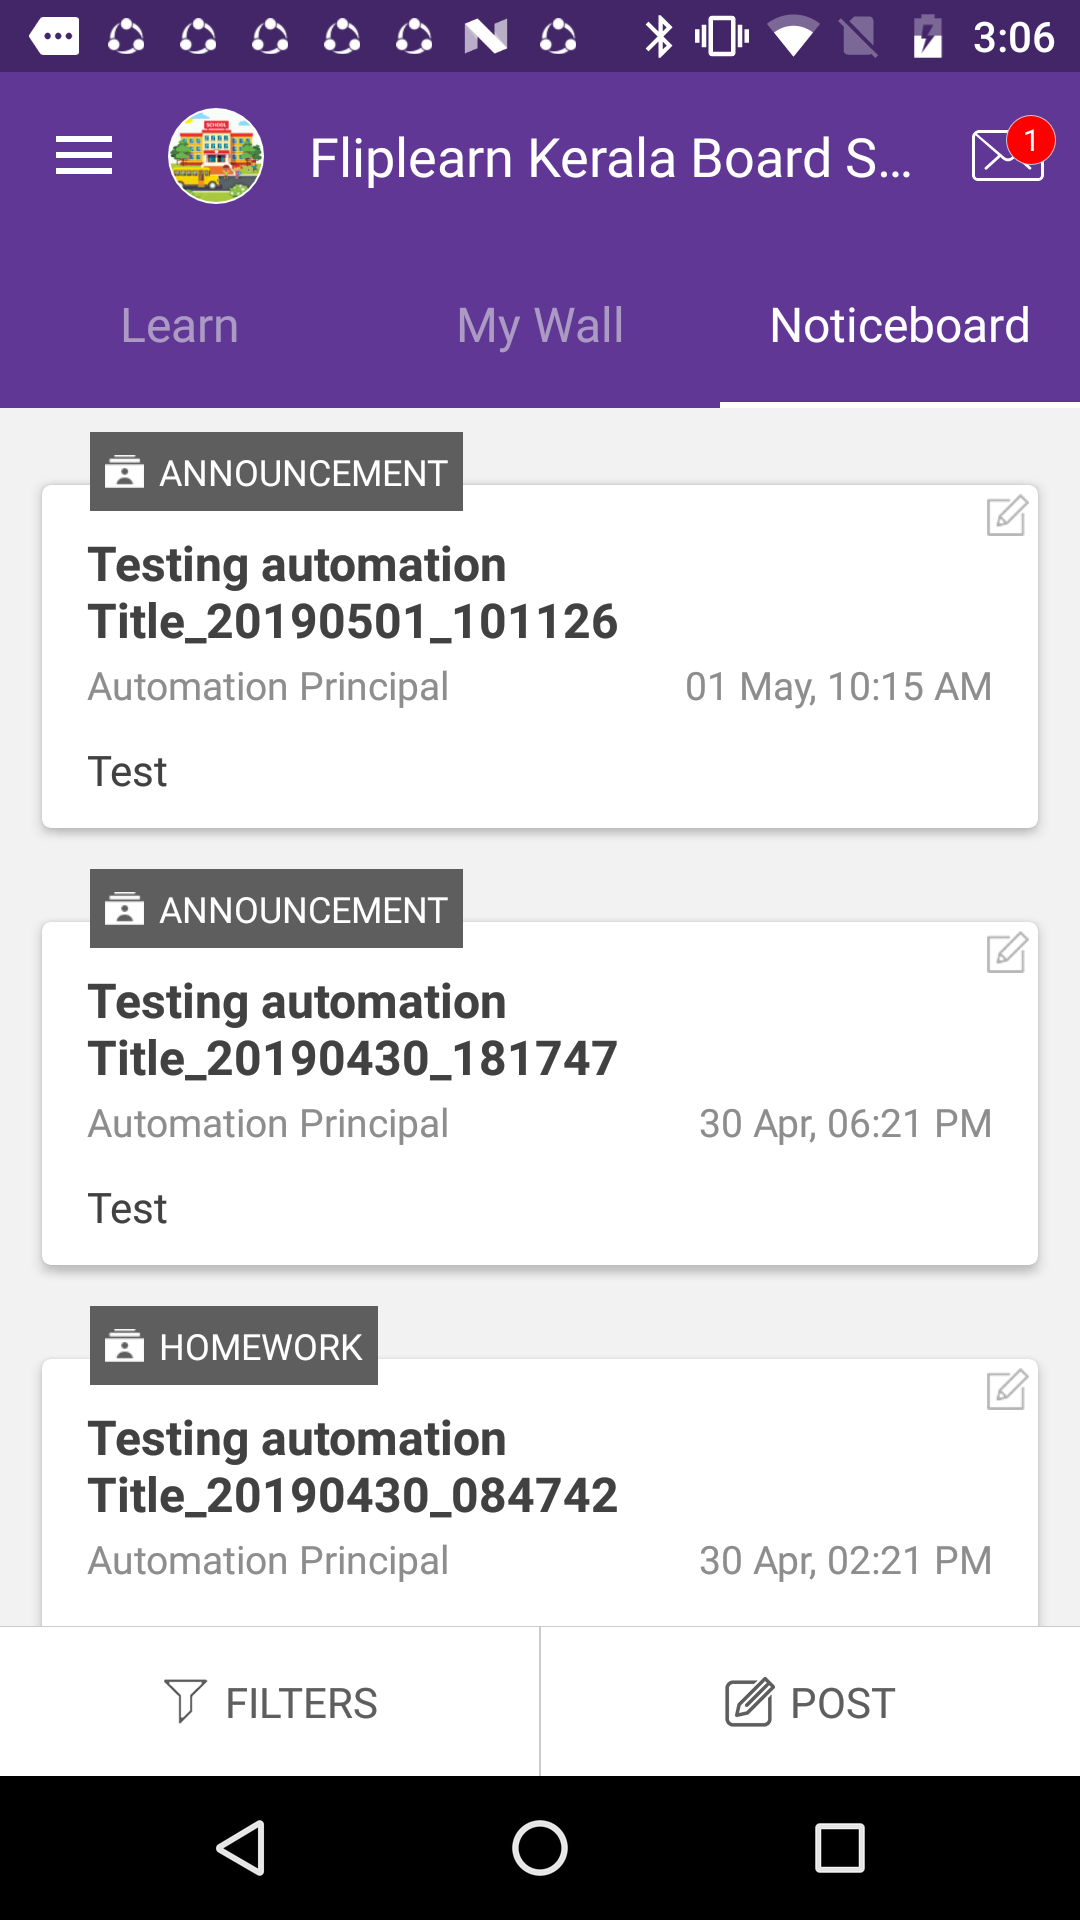 3:06
Fliplearn Kerala Board S...
1
Learn
My Wall
Noticeboard
ANNOUNCEMENT
Testing automation
Title_20190501_101126
Automation Principal
01 May, 10:15 AM
Test
ANNOUNCEMENT
Testing automation
Title_20190430_181747
Automation Principal
30 Apr, 06:21 PM
Test
HOMEWORK
Testing automation
Title_20190430_084742
Automation Principal
30 Apr, 02:21 PM
FILTERS
POST